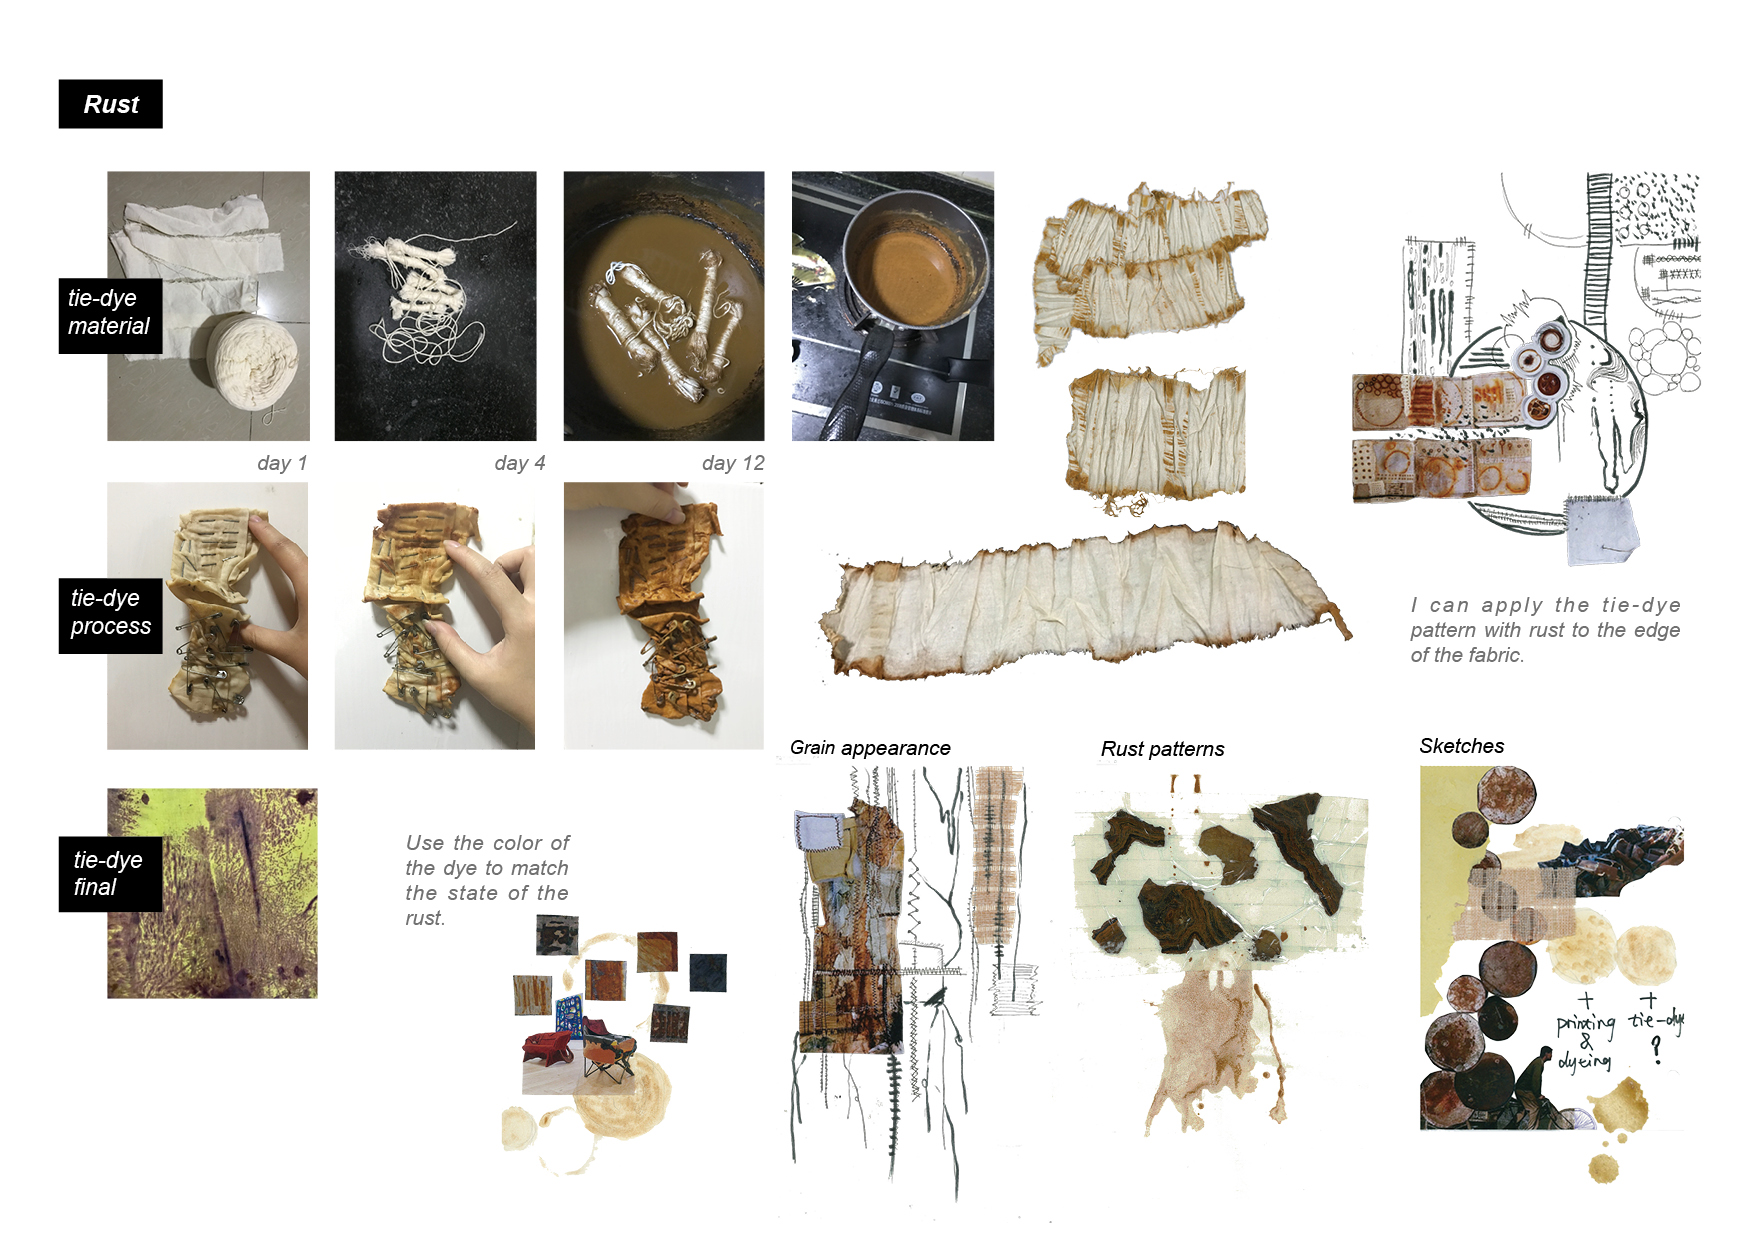 Rust
tie-dye
material
day 1
day 4
day 12
tie-dye
process
I can apply the tie-dye
pattern with rust to the edge
of the fabric.
Grain appearance
Rust patterns
Sketches
tie-dye
final
Use the color of
the dye to match
the state of the
rust.
+
+
printing
tie-dye
&
?
dyeing